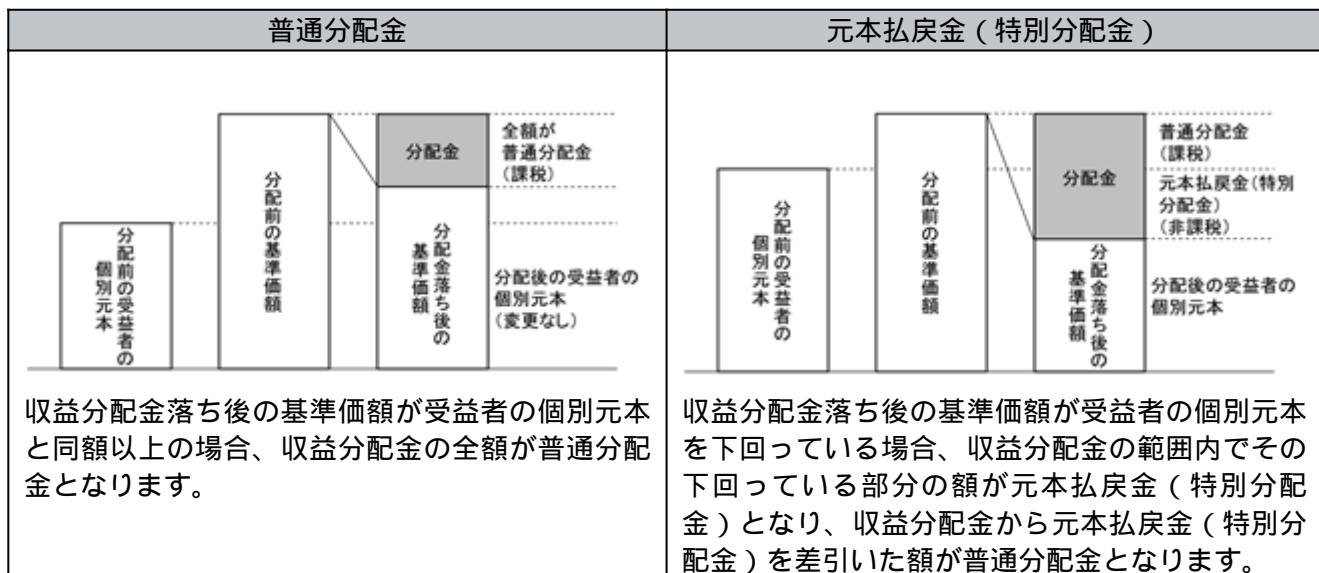 普通分配金
分配前の受益者の
個別元本
分配前の基準価額
分配金
分配金落ち後の
基準価額
全額が
普通分配金
(課税)
分配後の受益者の
個別元本
(変更なし)
収益分配金落ち後の基準価額が受益者の個別元本
と同額以上の場合、収益分配金の全額が普通分配
金となります。
元本払戻金（特別分配金）
分配前の受益者の
個別元本
分配前の基準価額
分配金
分配金落ち後の
基準価額
普通分配金
(課税)
元本払戻金(特別
分配金)
(非課税)
分配後の受益者の
個別元本
収益分配金落ち後の基準価額が受益者の個別元本
を下回っている場合、収益分配金の範囲内でその
下回っている部分の額が元本払戻金（特別分配
金）となり、収益分配金から元本払戻金（特別分
配金）を差引いた額が普通分配金となります。